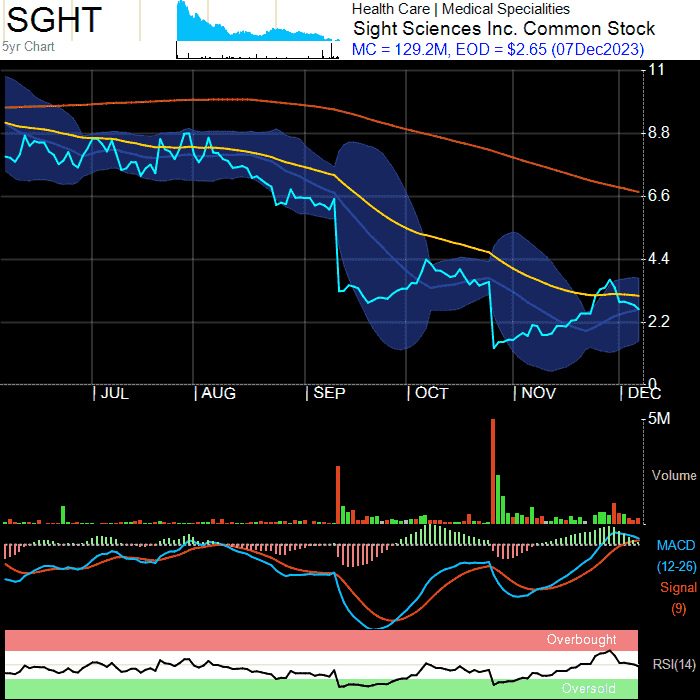 SGHT
5yr Chart
Health Care | Medical Specialities
Sight Sciences Inc. Common Stock
MC = 129.2M, EOD = $2.65 (07Dec2023)
11
8.8
6.6
4.4
2.2
0
JUL
AUG
SEP
OCT
NOV
DEC
5M
Volume
MACD
(12-26)
Signal
(9)
Overbought
RSI(14)
Oversold